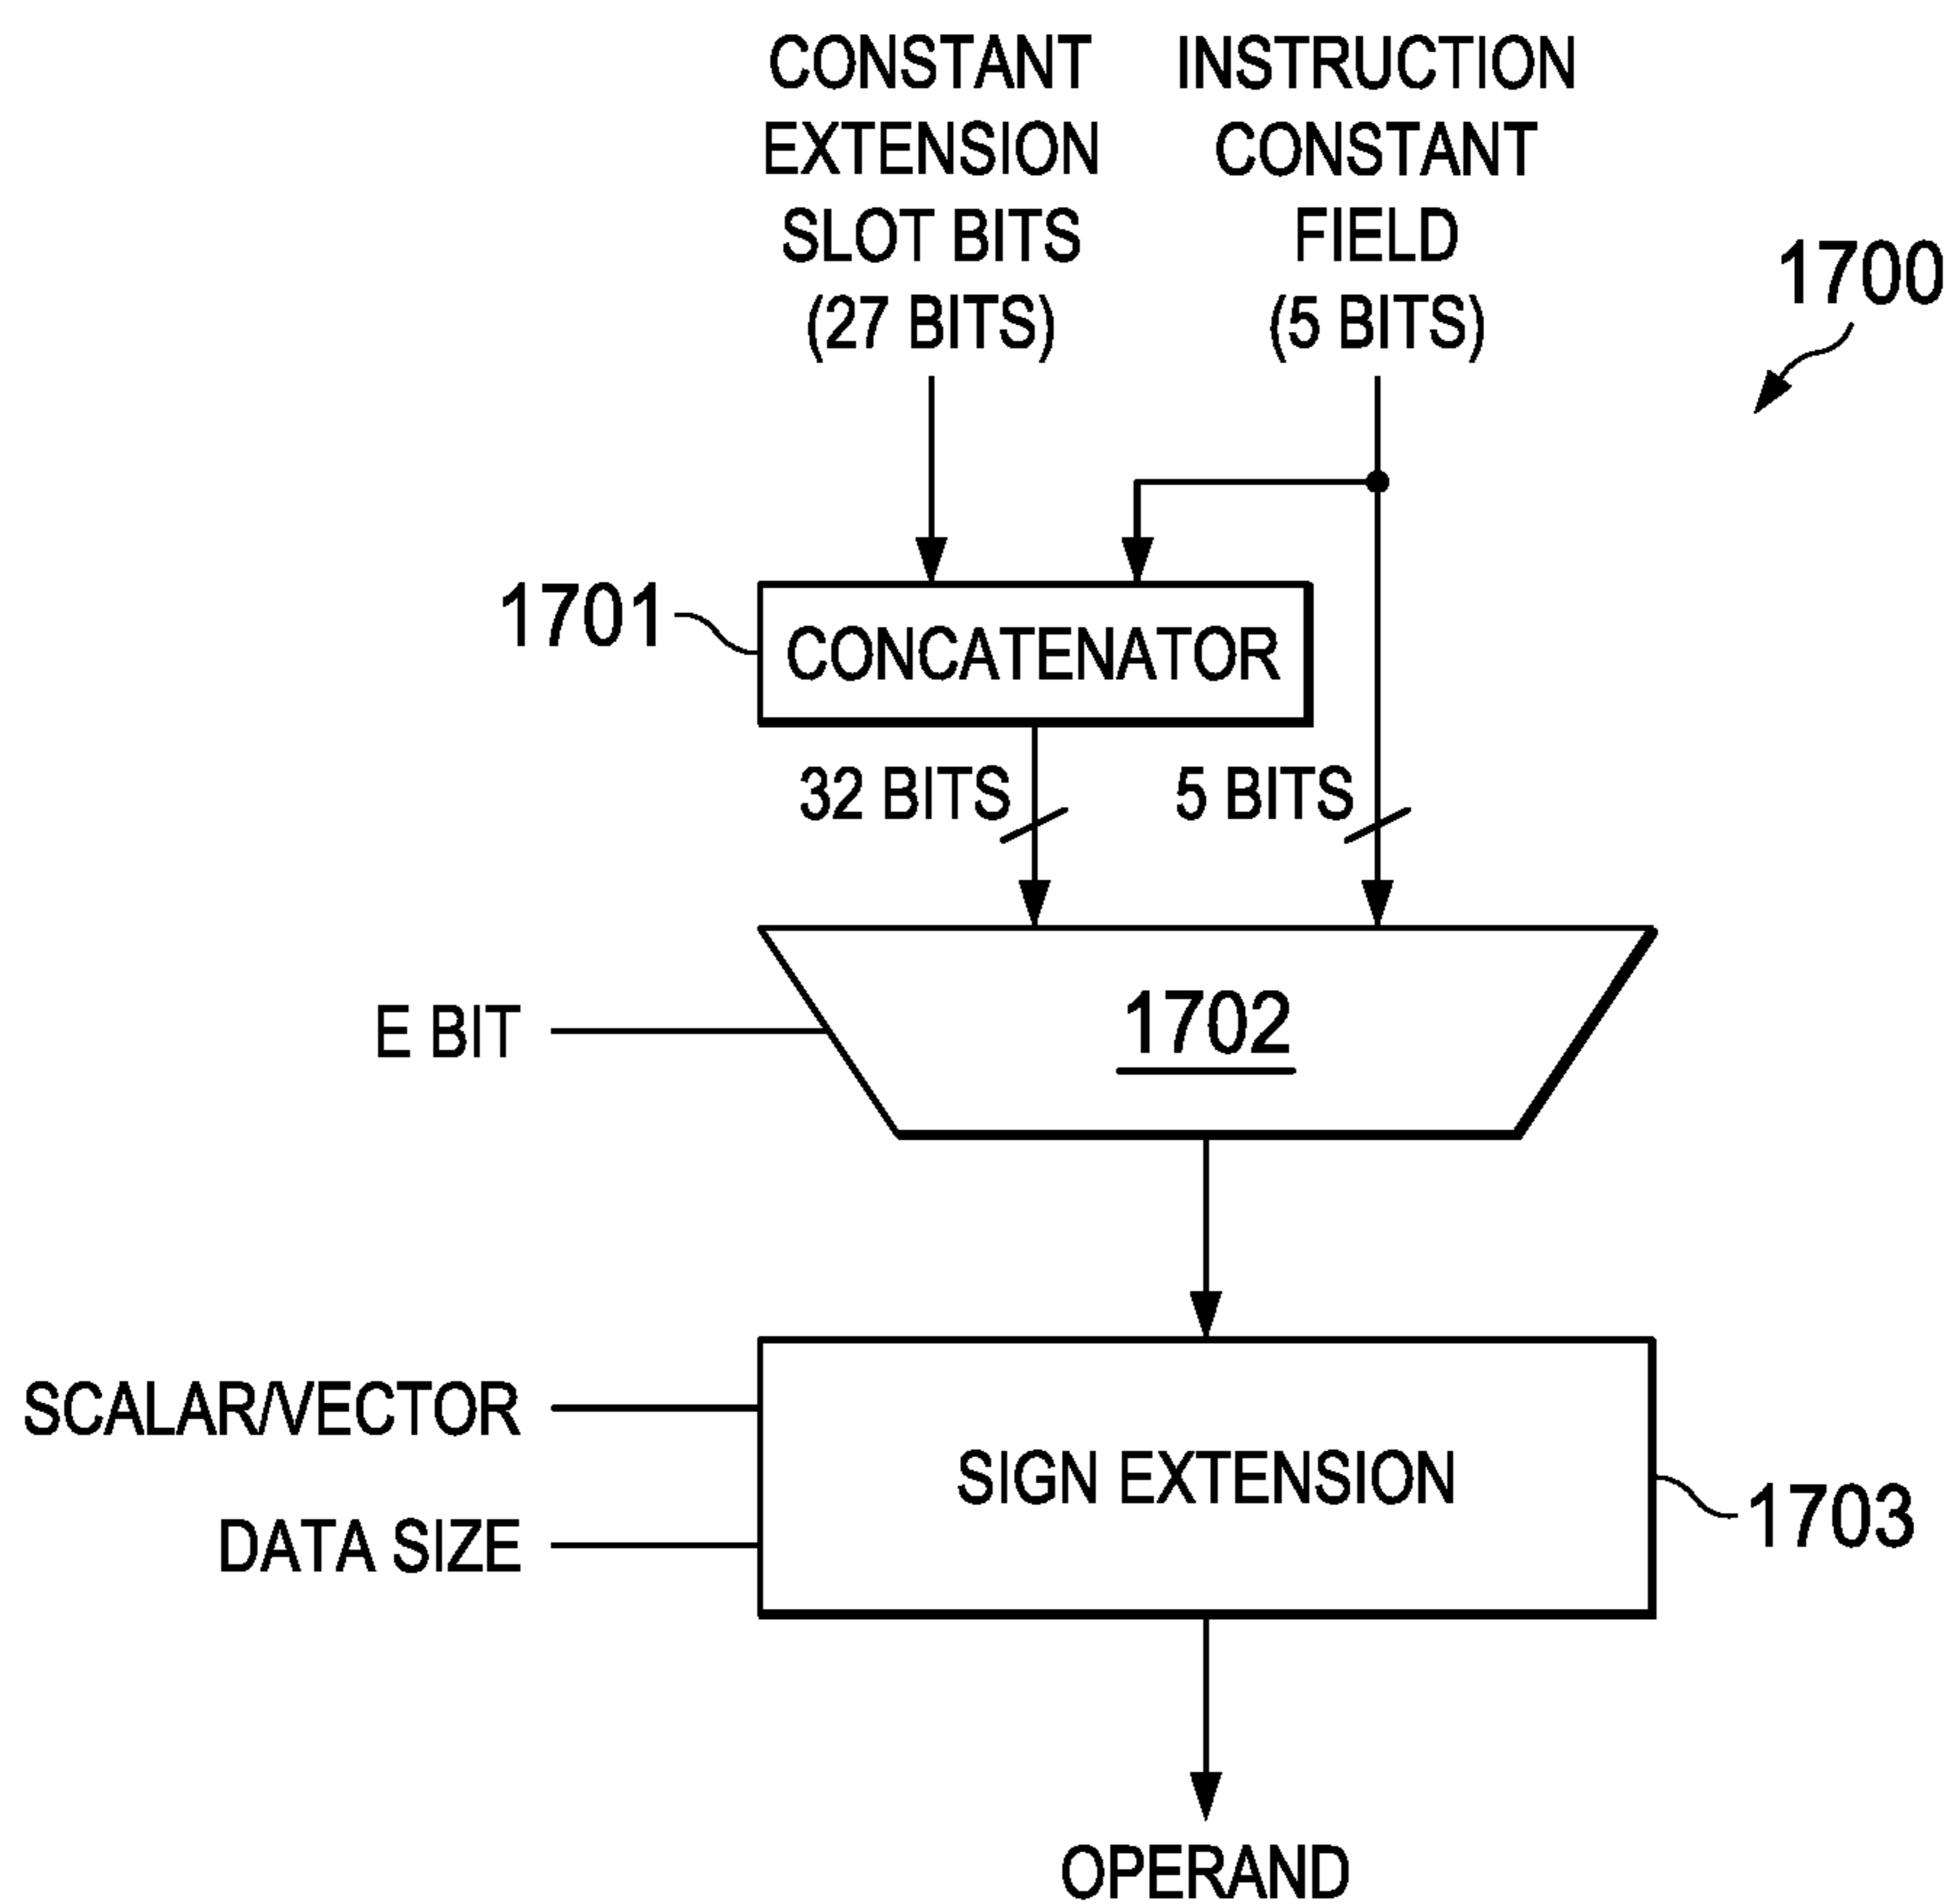 CONSTANT
EXTENSION
SLOT BITS
(27 BITS)
INSTRUCTION
CONSTANT
FIELD
(5 BITS)
1700
1701
CONCATENATOR
32 BITS
5 BITS
E BIT
1702
SCALAR/VECTOR
DATA SIZE
SIGN EXTENSION
1703
OPERAND